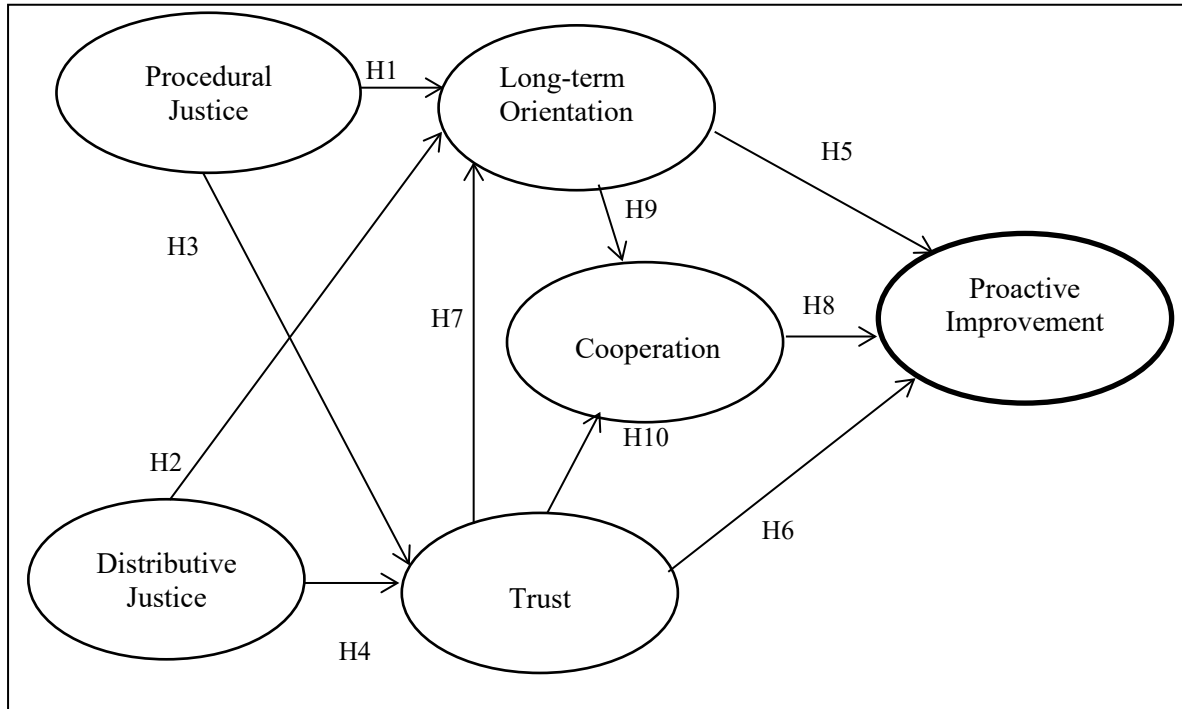 Procedural
Justice
H1
Long-term
Orientation
H5
H9
H3
H7
Proactive
Improvement
H8
Cooperation
H10
H2
H6
Distributive
Justice
Trust
H4